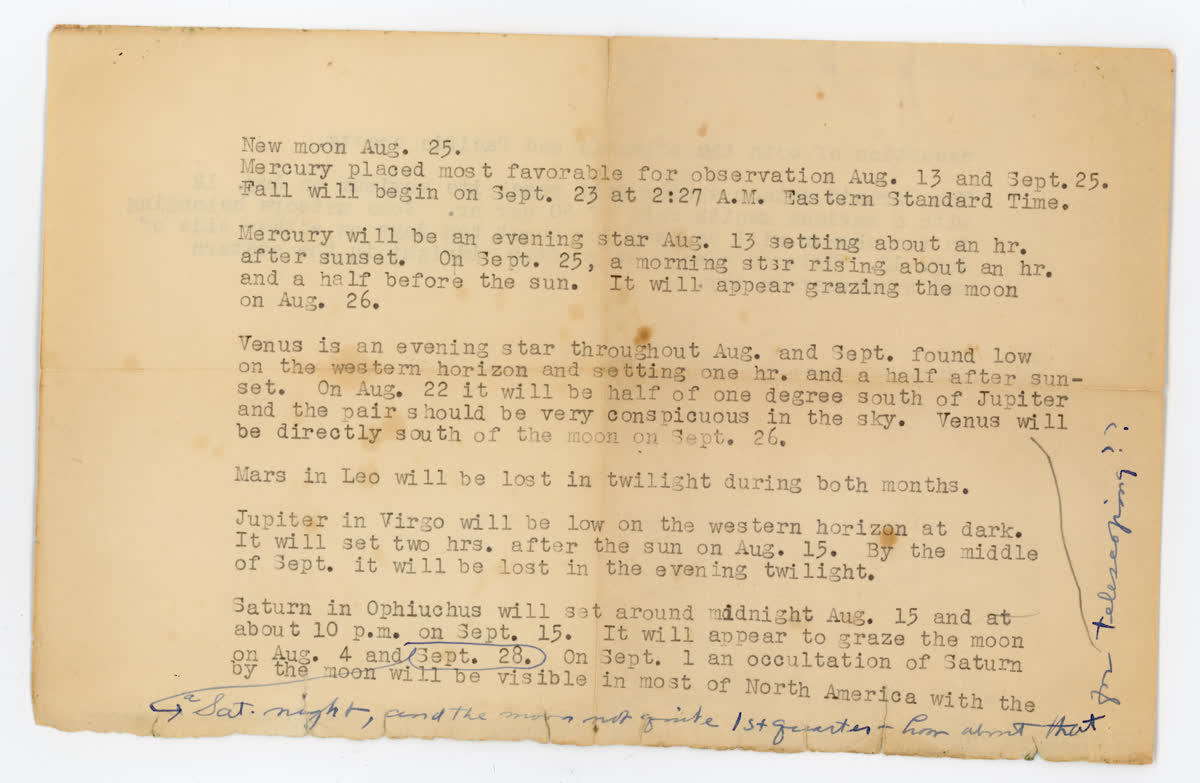 New moon Aug. 25.
Mercury placed most favorable for observation Aug. 13 and Sept. 25.
Fall will begin on Sept. 23 at 2:27 A.M. Eastern Standard Time.
Mercury will be an evening star Aug. 13 setting about an hr.
after sunset. On Sept. 25, a morning star rising about an hr.
and a half before the sun. It will appear grazing the moon
on Aug. 26.
Venus is an evening star throughout Aug. and Sept. found low
on the western horizon and setting one hr. and a half after sun-
set. On Aug. 22 it will be half of one degree south of Jupiter
and the pair should be very conspicuous in the sky. Venus will
be directly south of the moon on Sept. 26.
Mars in Leo will be lost in twilight during both months.
Jupiter in Virgo will be low on the western horizon at dark.
It will set two hrs. after the sun on Aug. 15. By the middle
of Sept. it will be lost in the evening twilight.
Saturn in Ophiuchus will set around midnight Aug. 15 and at
about 10 p.m. on Sept. 15. It will appear to graze the moon
on Aug. 4 and Sept. 28. On Sept. 1 an occultation of Saturn
by the moon will be visible in most of North America with the
a Sat. night, and the moon not quite 1st quarter - how about that
for telescoping??